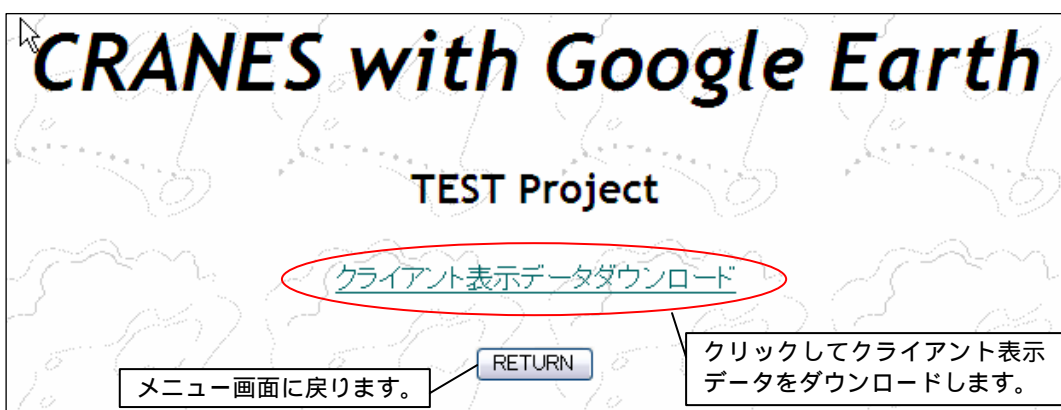 CRANES with Google Earth
TEST Project
クライアント表示データダウンロード
RETURN
メニュー画面に戻ります。
クリックしてクライアント表示
データをダウンロードします。